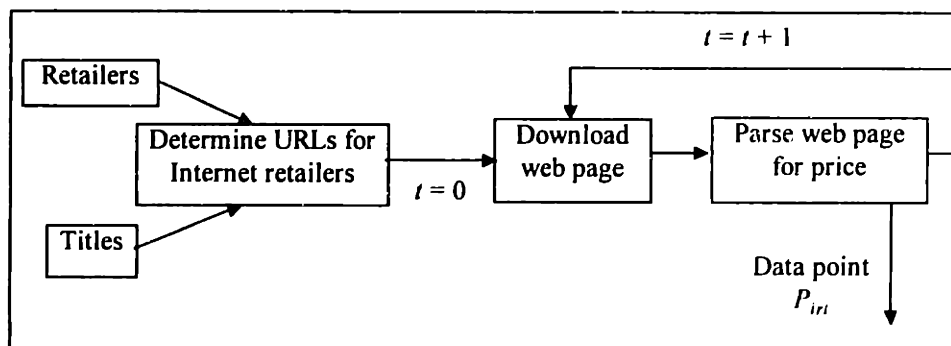 t = t + 1
Retailers
Determine URLs for
Internet retailers
t = 0
Download
web page
Parse web page
for price
Titles
Data point
P_irt